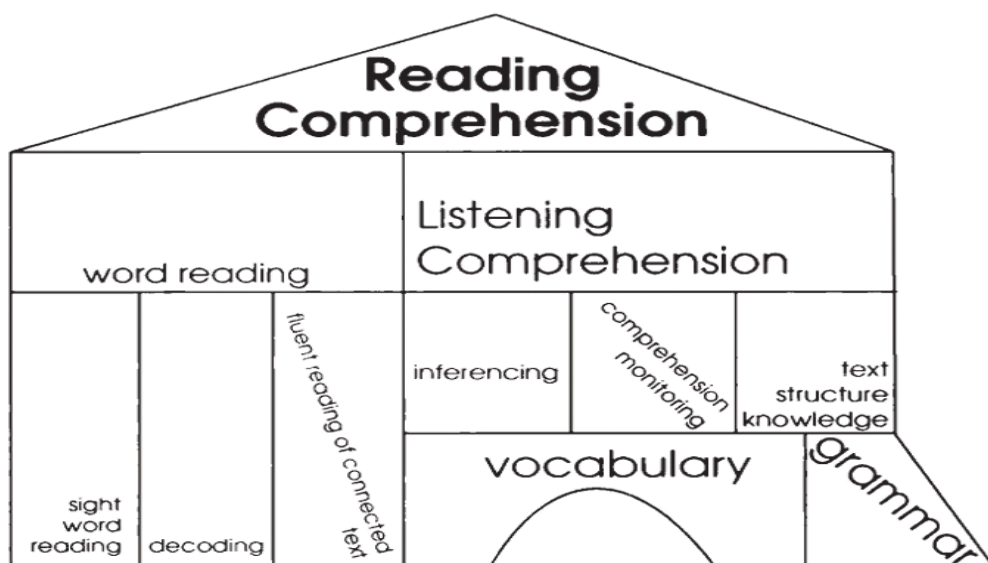 Reading
Comprehension
word reading
Listening
Comprehension
sight
word
reading
decoding
fluent reading of connected
text
inferencing
comprehension
monitoring
text
structure
knowledge
vocabulary
grammar